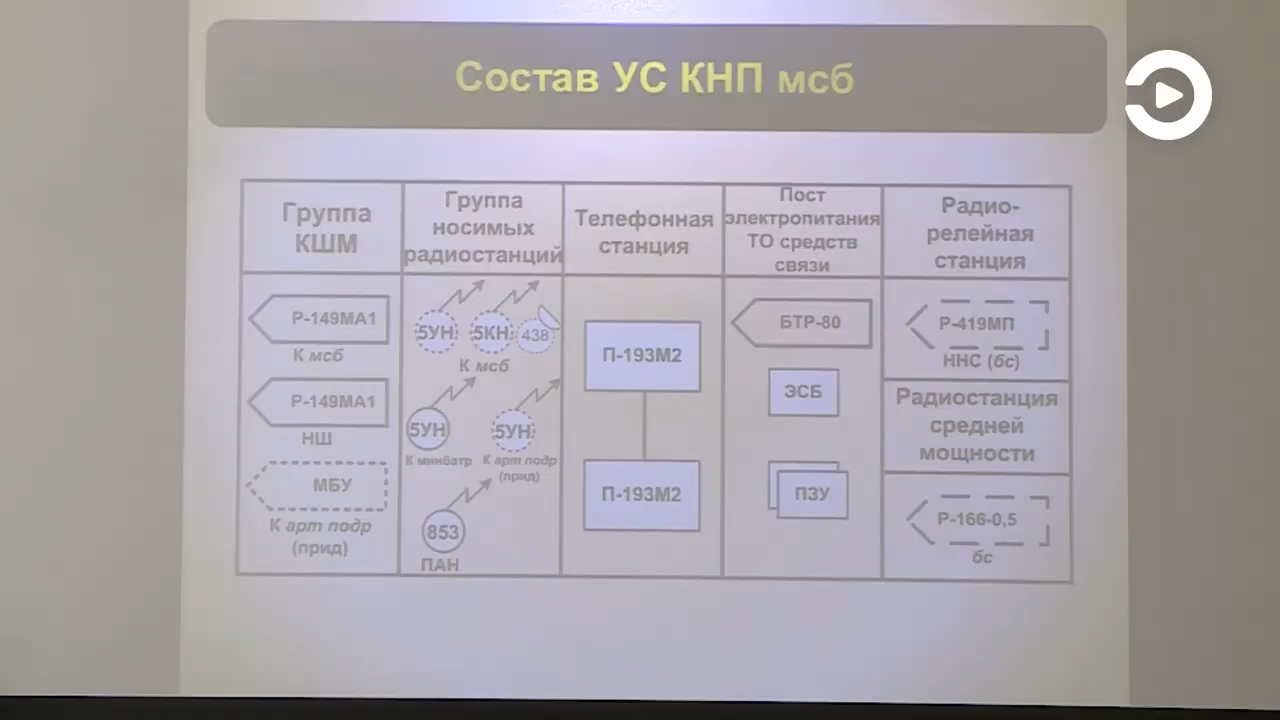 Состав УС КНП мсб
Группа
КШМ
Группа
носимых
радиостанций
Телефонная
станция
Пост
электропитания
ТО средств
связи
Радио-
релейная
станция
Р-149МА1
К мсб
Р-149МА1
НШ
МБУ
К арт подр
(прид)
5УН 5КН 438
К мсб
5УН 5УН
К минбатр К арт подр
(прид)
853
ПАН
П-193М2
П-193М2
БТР-80
ЭСБ
ПЗУ
Р-419МП
ННС (бс)
Радиостанция
средней
мощности
Р-166-0,5
бс